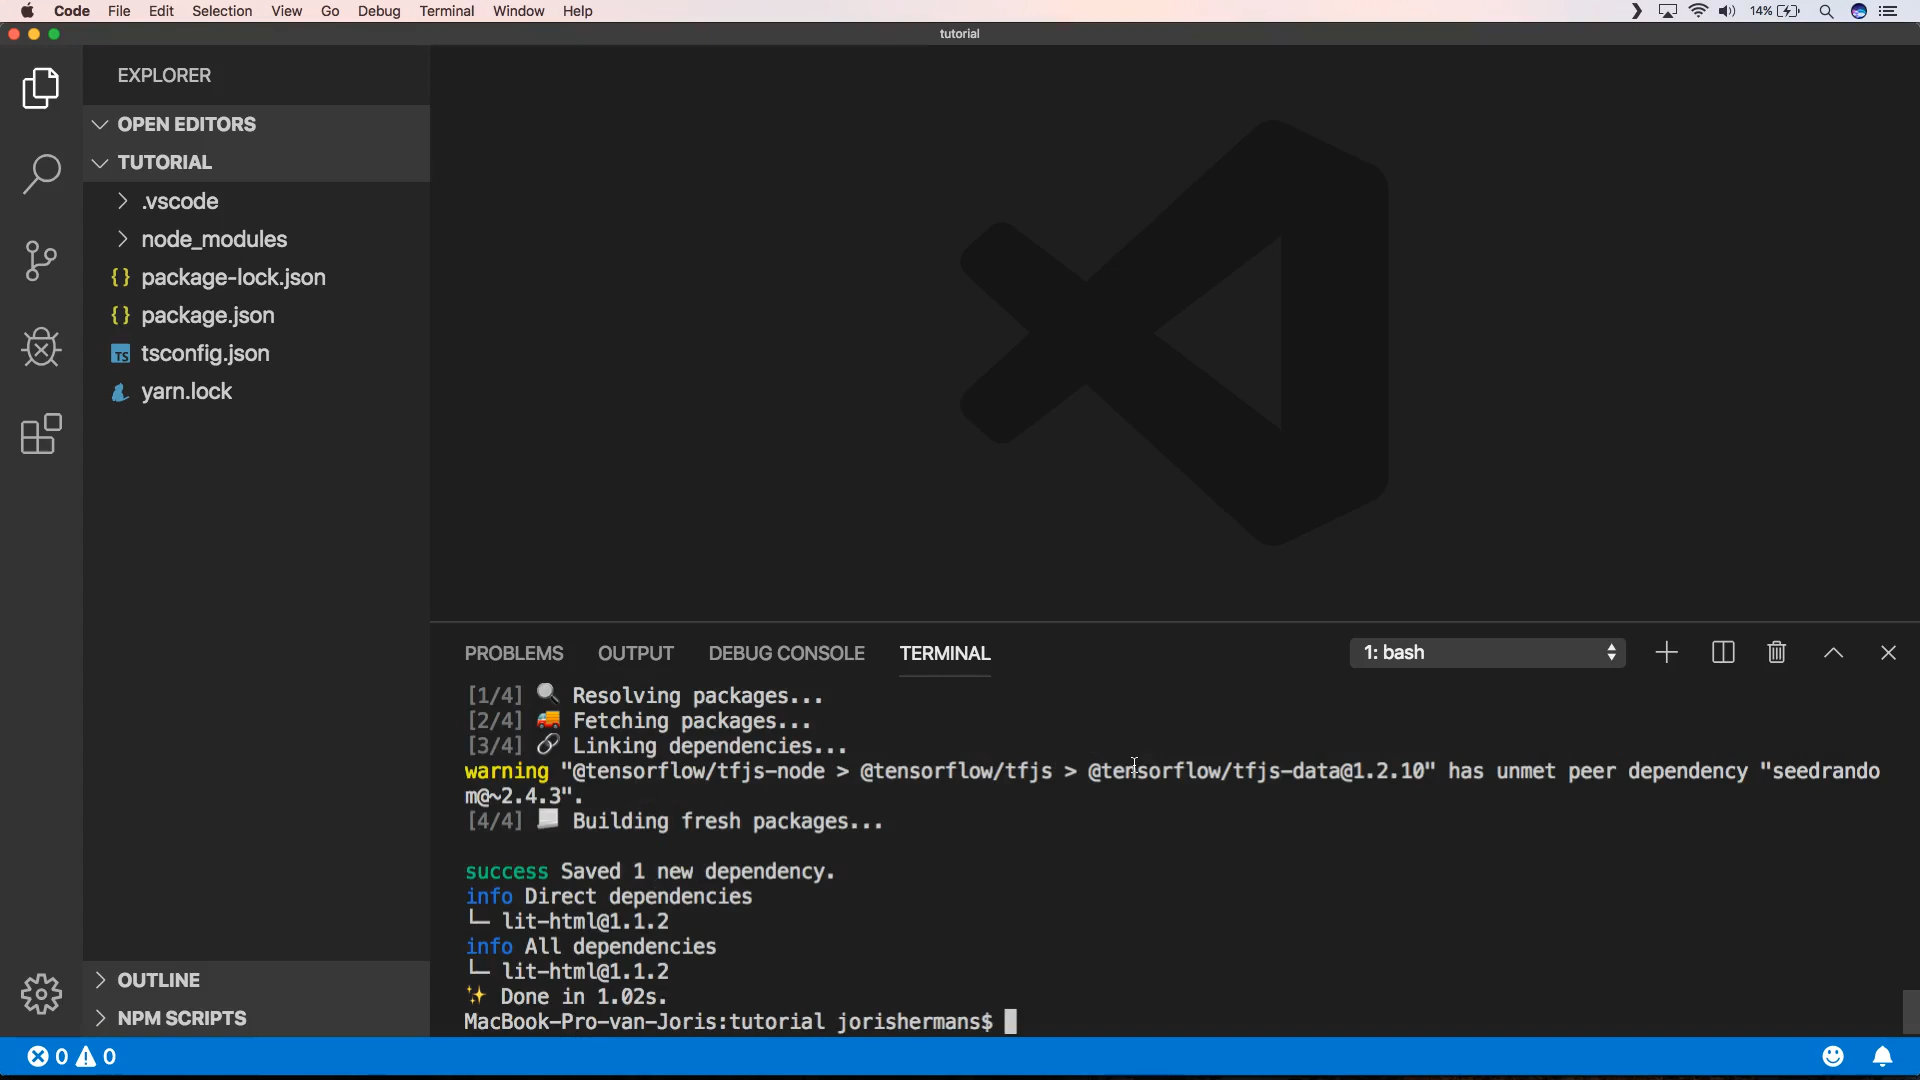 Code File Edit Selection View Go Debug Terminal Window Help 14%
tutorial
EXPLORER
OPEN EDITORS
TUTORIAL
.vscode
node_modules
{} package-lock.json
{} package.json
TS tsconfig.json
yarn.lock
OUTLINE
NPM SCRIPTS
PROBLEMS OUTPUT DEBUG CONSOLE TERMINAL 1: bash
[1/4] 🔍 Resolving packages...
[2/4] 🚚 Fetching packages...
[3/4] 🔗 Linking dependencies...
warning "@tensorflow/tfjs-node > @tensorflow/tfjs > @tensorflow/tfjs-data@1.2.10" has unmet peer dependency "seedrando
m@~2.4.3".
[4/4] 📃 Building fresh packages...
success Saved 1 new dependency.
info Direct dependencies
└─ lit-html@1.1.2
info All dependencies
└─ lit-html@1.1.2
✨ Done in 1.02s.
MacBook-Pro-van-Joris:tutorial jorishermans$
0 0